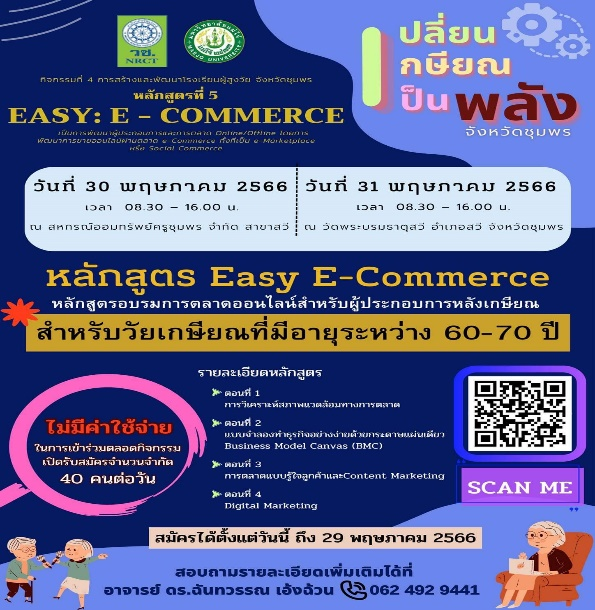 วช.
NRCT
เปลี่ยน
เกษียณ
เป็น พลัง
จังหวัดชุมพร
กิจกรรมที่ 4 การสร้างและพัฒนาโรงเรียนผู้สูงวัย จังหวัดชุมพร
หลักสูตรที่ 5
EASY: E - COMMERCE
เป็นการพัฒนาผู้ประกอบการและการตลาด Online/Offline โดยการ
พัฒนาการขายออนไลน์ผ่านตลาด e Commerce ทั้งที่เป็น e-Marketplace
หรือ Social Commerce
วันที่ 30 พฤษภาคม 2566
เวลา 08.30 – 16.00 น.
ณ สหกรณ์ออมทรัพย์ครูชุมพร จำกัด สาขาสวี
วันที่ 31 พฤษภาคม 2566
เวลา 08.30 – 16.00 น.
ณ วัดพระบรมธาตุสวี อำเภอสวี จังหวัดชุมพร
หลักสูตร Easy E-Commerce
หลักสูตรอบรมการตลาดออนไลน์สำหรับผู้ประกอบการหลังเกษียณ
สำหรับวัยเกษียณที่มีอายุระหว่าง 60-70 ปี
ไม่มีค่าใช้จ่าย
ในการเข้าร่วมตลอดกิจกรรม
เปิดรับสมัครจำนวนจำกัด
40 คนต่อวัน
รายละเอียดหลักสูตร
ตอนที่ 1
การวิเคราะห์สภาพแวดล้อมทางการตลาด
ตอนที่ 2
แบบจำลองทำธุรกิจอย่างง่ายด้วยกระดาษแผ่นเดียว
Business Model Canvas (BMC)
ตอนที่ 3
การตลาดแบบรู้ใจลูกค้าและContent Marketing
ตอนที่ 4
Digital Marketing
SCAN ME
สมัครได้ตั้งแต่วันนี้ ถึง 29 พฤษภาคม 2566
สอบถามรายละเอียดเพิ่มเติมได้ที่
อาจารย์ ดร.ฉันทวรรณ เอ้งฉ้วน 062 492 9441